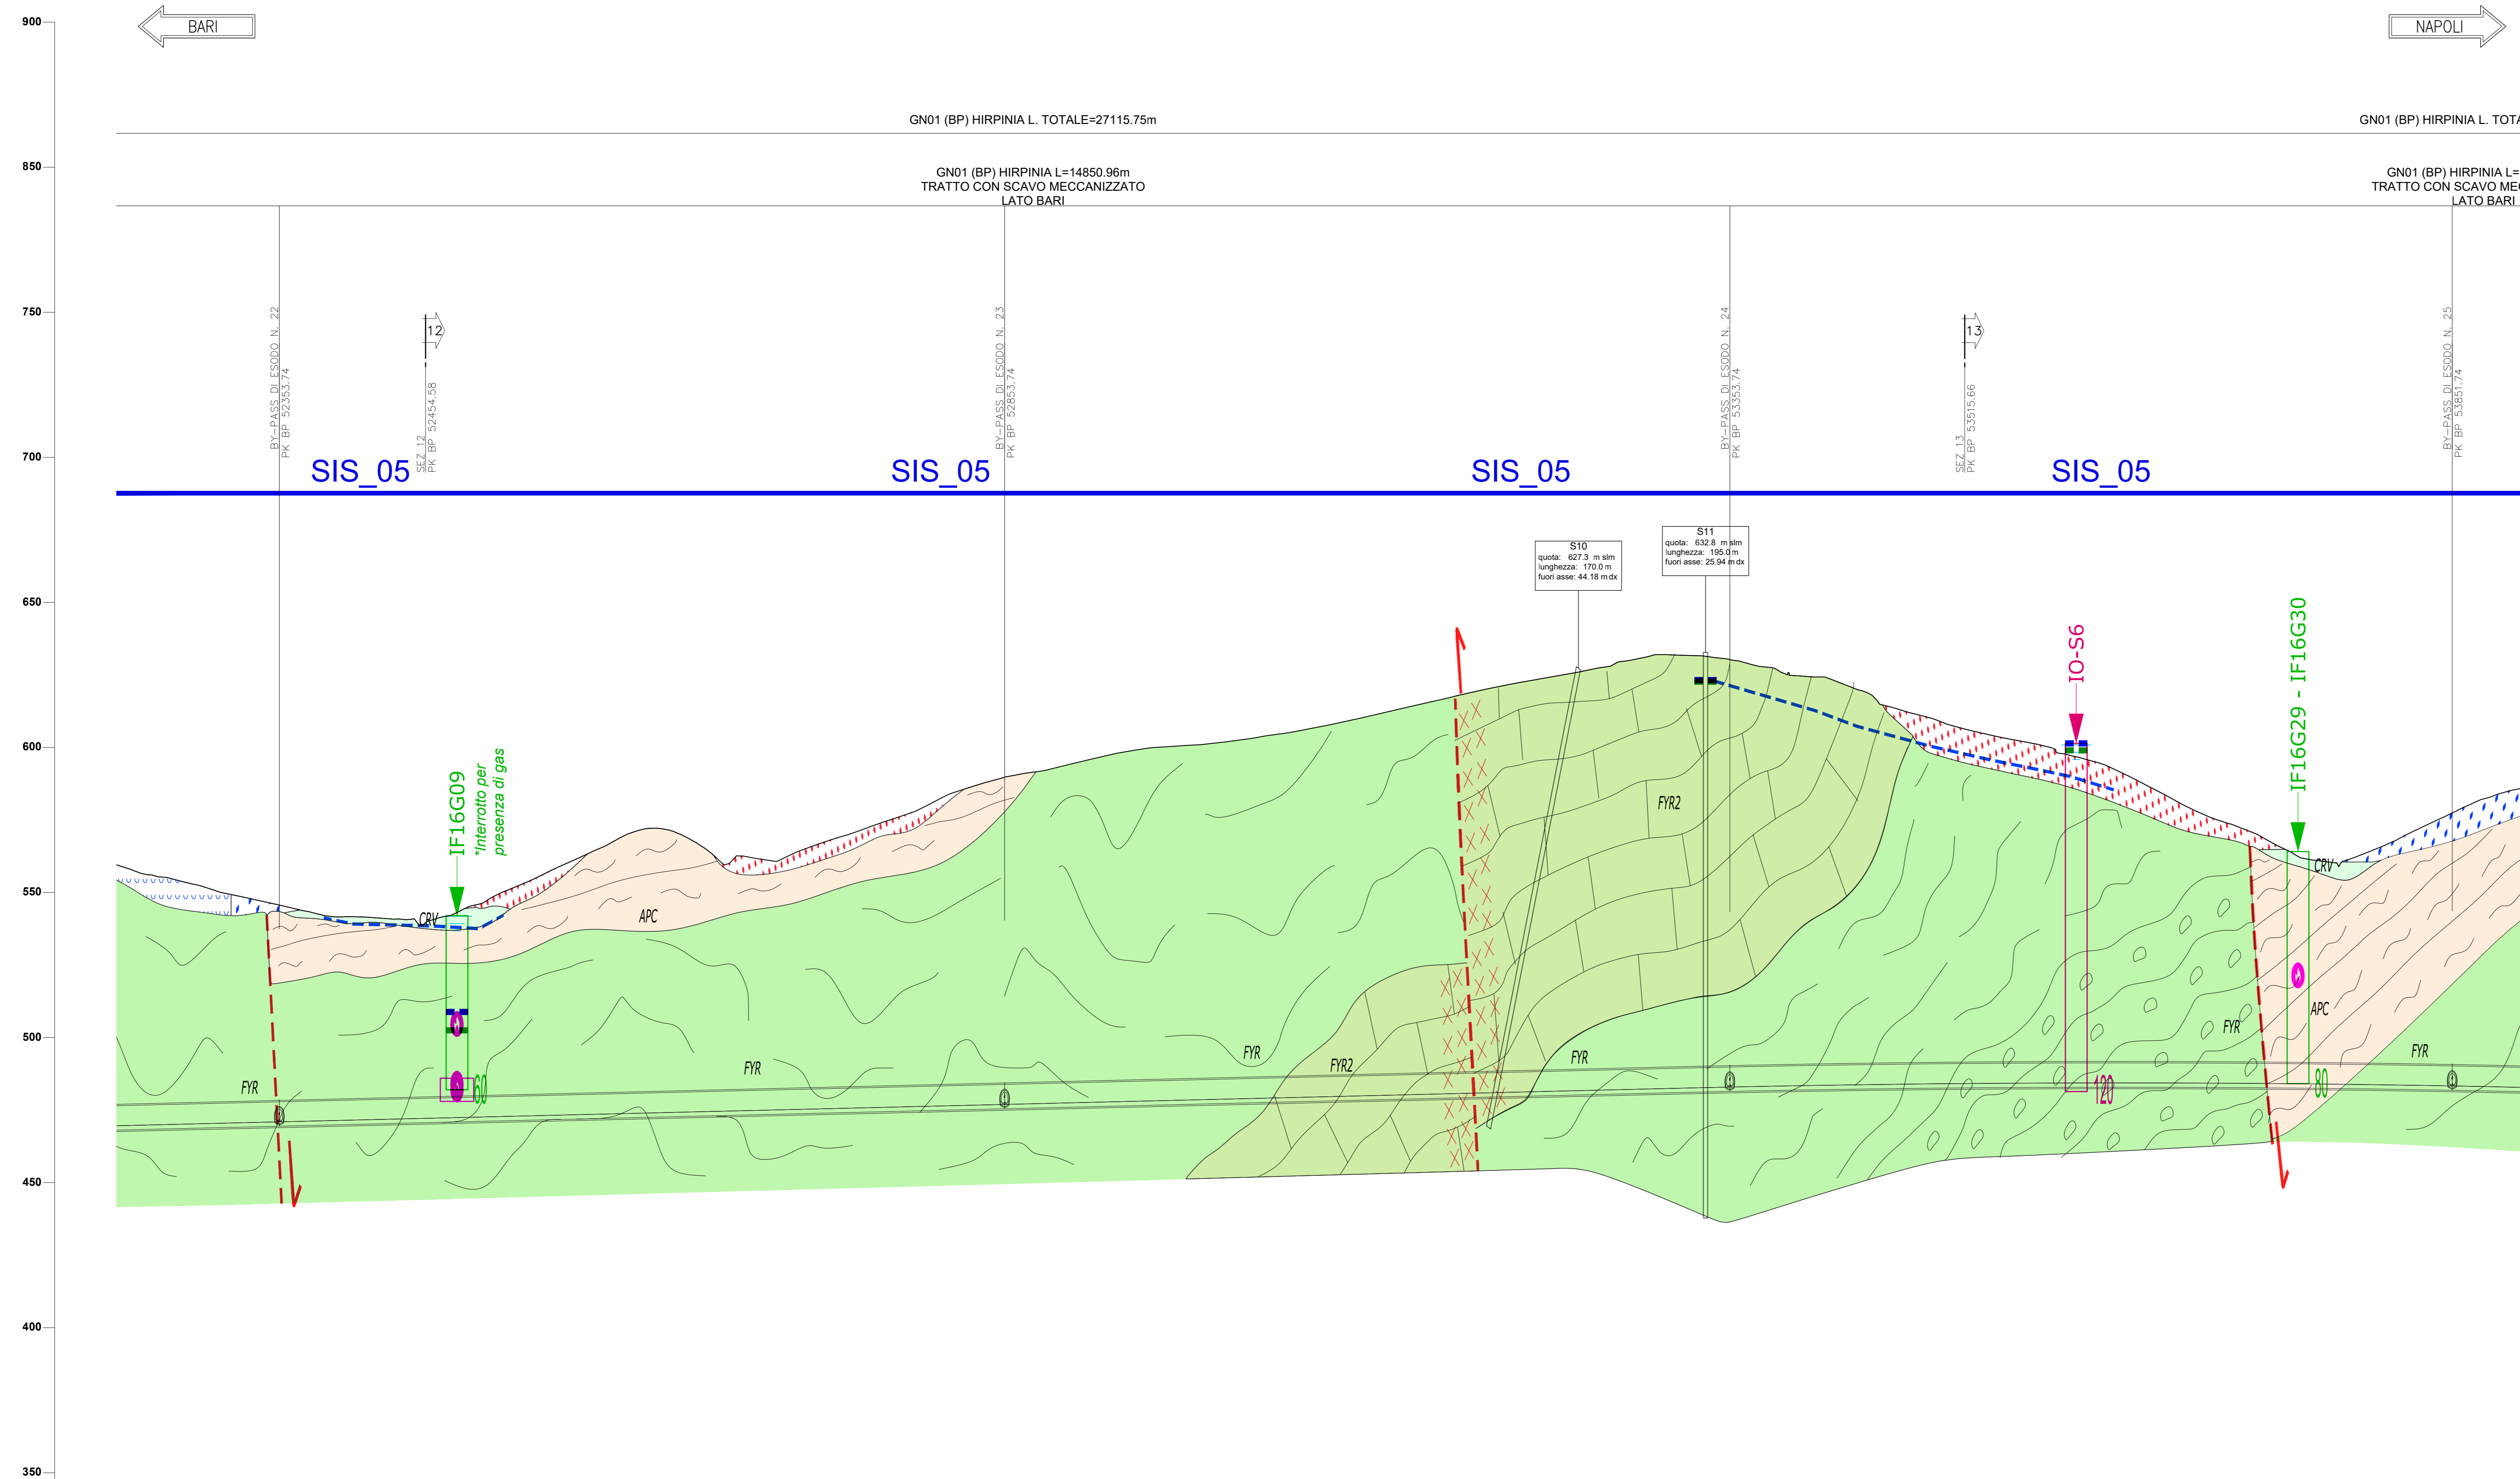 900
BARI
NAPOLI
GN01 (BP) HIRPINIA L. TOTALE=27115.75m
GN01 (BP) HIRPINIA L. TOTA
850
GN01 (BP) HIRPINIA L=14850.96m
TRATTO CON SCAVO MECCANIZZATO
LATO BARI
GN01 (BP) HIRPINIA L=
TRATTO CON SCAVO MEC
LATO BARI
750
BY-PASS DI ESODO N. 22
PK BP 52353.74
12
SEZ 12
PK BP 52454.58
BY-PASS DI ESODO N. 23
PK BP 52853.74
BY-PASS DI ESODO N. 24
PK BP 53353.74
13
SEZ 13
PK BP 53515.66
BY-PASS DI ESODO N. 25
PK BP 53851.74
700
SIS_05
SIS_05
SIS_05
SIS_05
S10
quota: 627.3 m slm
lunghezza: 170.0 m
fuori asse: 44.18 m dx
S11
quota: 632.8 m slm
lunghezza: 195.0 m
fuori asse: 25.94 m dx
650
IO-S6
IF16G29 - IF16G30
600
IF16G09
*Interrotto per
presenza di gas
FYR2
550
CRV
APC
CRV
500
FYR
FYR
FYR
FYR2
FYR
FYR
APC
FYR
60
120
80
450
400
350